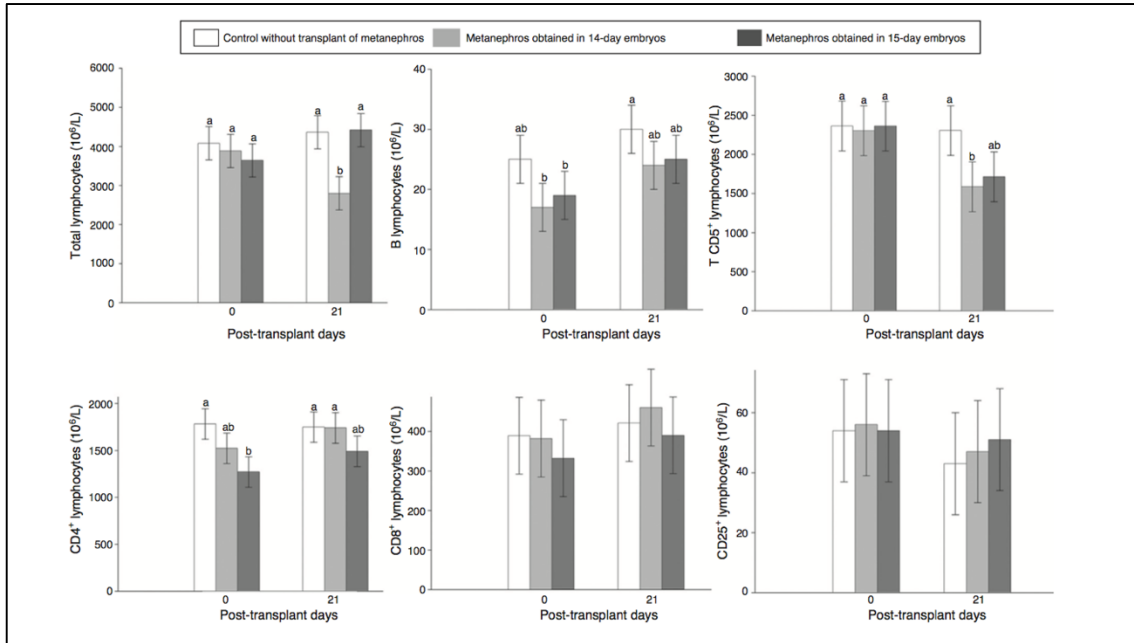 Control without transplant of metanephros Metanephros obtained in 14-day embryos Metanephros obtained in 15-day embryos
Total lymphocytes (10⁶/L)
6000
5000
4000
3000
2000
1000
0
a a a a b a
0 21
Post-transplant days
B lymphocytes (10⁶/L)
40
30
20
10
0
ab b b a ab ab
0 21
Post-transplant days
T CD5⁺ lymphocytes (10⁶/L)
3000
2500
2000
1500
1000
500
0
a a a a b ab
0 21
Post-transplant days
CD4⁺ lymphocytes (10⁶/L)
2000
1500
1000
500
0
a ab b a a ab
0 21
Post-transplant days
CD8⁺ lymphocytes (10⁶/L)
400
300
200
100
0
0 21
Post-transplant days
CD25⁺ lymphocytes (10⁶/L)
60
40
20
0
0 21
Post-transplant days